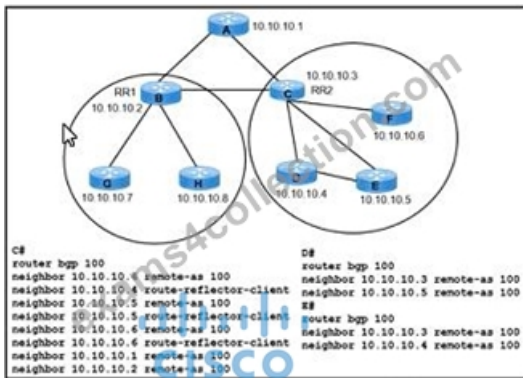 A
10.10.10.1
RR1
B
10.10.10.2
10.10.10.3
C
RR2
F
10.10.10.6
G
10.10.10.7
H
10.10.10.8
D
10.10.10.4
E
10.10.10.5
exams4collection.com
C#
router bgp 100
neighbor 10.10.10.4 remote-as 100
neighbor 10.10.10.4 route-reflector-client
neighbor 10.10.10.5 remote-as 100
neighbor 10.10.10.5 route-reflector-client
neighbor 10.10.10.6 remote-as 100
neighbor 10.10.10.6 route-reflector-client
neighbor 10.10.10.1 remote-as 100
neighbor 10.10.10.2 remote-as 100
D#
router bgp 100
neighbor 10.10.10.3 remote-as 100
neighbor 10.10.10.5 remote-as 100
E#
router bgp 100
neighbor 10.10.10.3 remote-as 100
neighbor 10.10.10.4 remote-as 100
CISCO